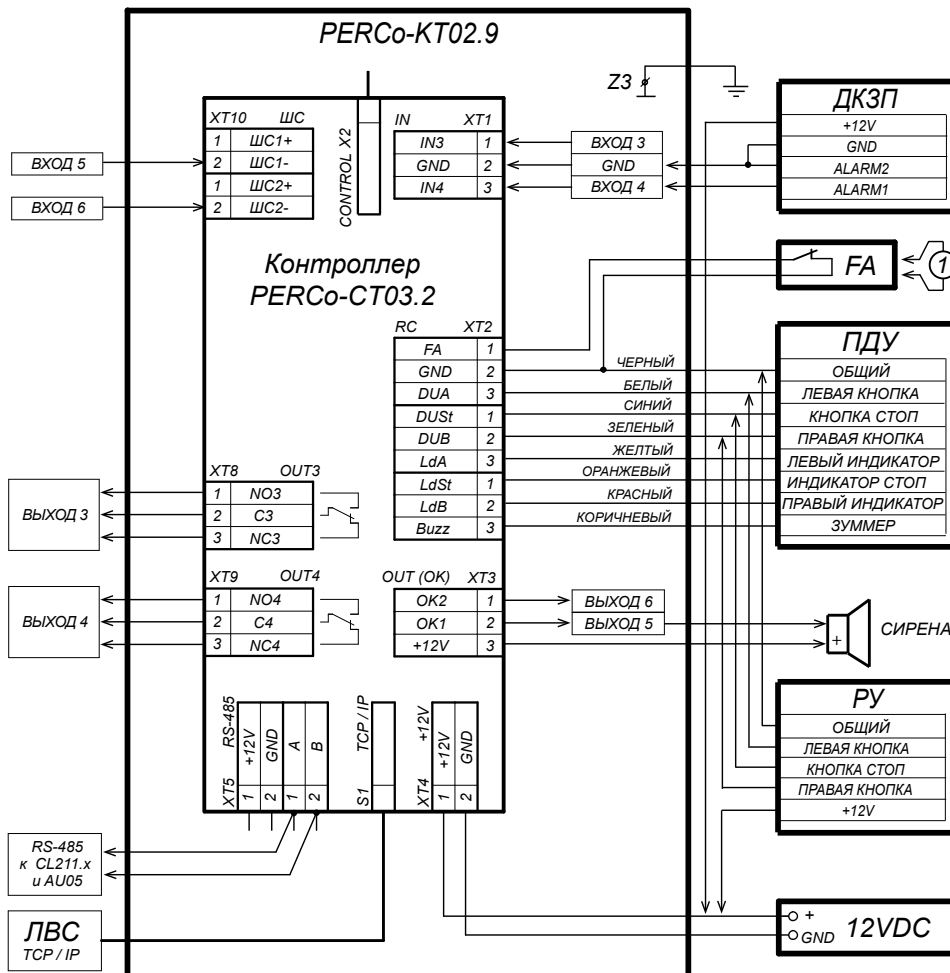 PERCo-KT02.9
Z3
XT10 ШС
1 ШС1+
2 ШС1-
1 ШС2+
2 ШС2-
CONTROL X2
IN XT1
IN3 1
GND 2
IN4 3
ВХОД 3
GND
ВХОД 4
ВХОД 5
ВХОД 6
ДКЗП
+12V
GND
ALARM2
ALARM1
FA
1
Контроллер
PERCo-CT03.2
RC XT2
FA 1
GND 2
DUA 3
DUSt 1
DUB 2
LdA 3
LdSt 1
LdB 2
Buzz 3
ЧЕРНЫЙ
БЕЛЫЙ
СИНИЙ
ЗЕЛЕНЫЙ
ЖЕЛТЫЙ
ОРАНЖЕВЫЙ
КРАСНЫЙ
КОРИЧНЕВЫЙ
ПДУ
ОБЩИЙ
ЛЕВАЯ КНОПКА
КНОПКА СТОП
ПРАВАЯ КНОПКА
ЛЕВЫЙ ИНДИКАТОР
ИНДИКАТОР СТОП
ПРАВЫЙ ИНДИКАТОР
ЗУММЕР
XT8 OUT3
1 NO3
2 C3
3 NC3
ВЫХОД 3
XT9 OUT4
1 NO4
2 C4
3 NC4
ВЫХОД 4
OUT (OK) XT3
OK2 1
OK1 2
+12V 3
ВЫХОД 6
ВЫХОД 5
+
СИРЕНА
РУ
ОБЩИЙ
ЛЕВАЯ КНОПКА
КНОПКА СТОП
ПРАВАЯ КНОПКА
+12V
XT5 RS-485
1 +12V
2 GND
1 A
2 B
S1 TCP / IP
XT4 +12V
1 +12V
2 GND
RS-485
к CL211.x
и AU05
ЛВС
TCP / IP
+
GND
12VDC